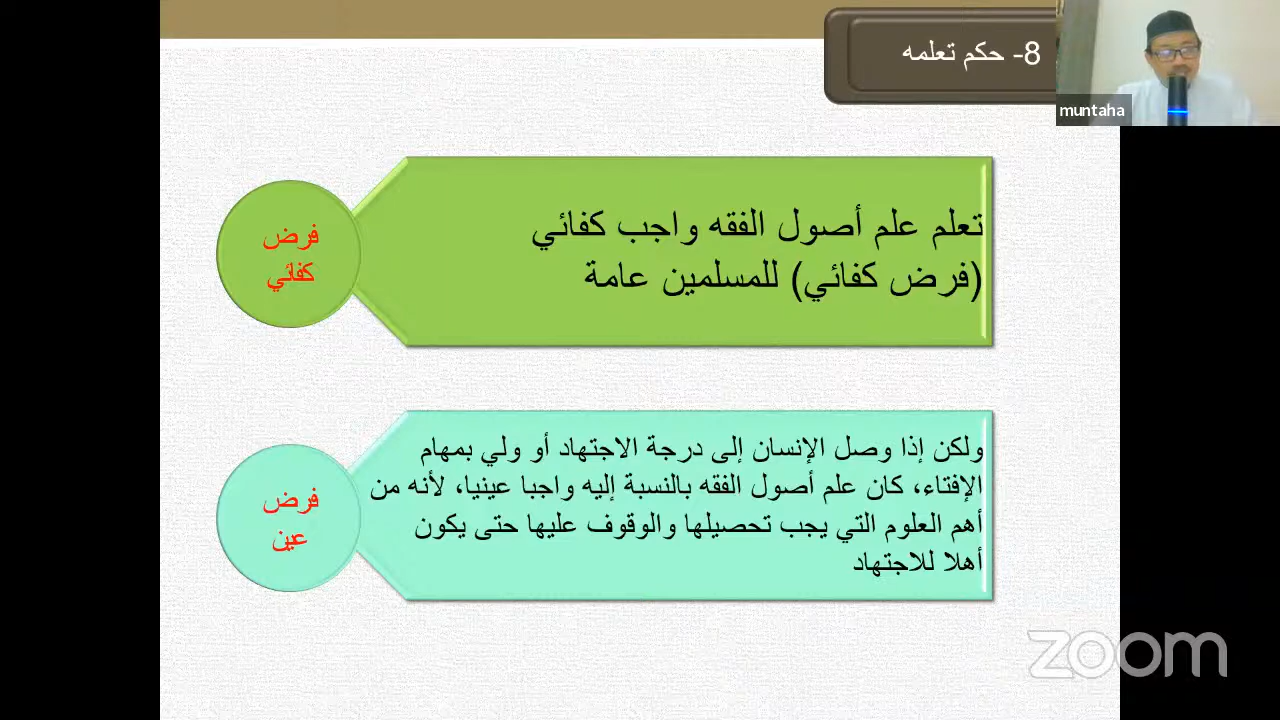 8- حكم تعلمه
muntaha
تعلم علم أصول الفقه واجب كفائي
(فرض كفائي) للمسلمين عامة
فرض
كفائي
ولكن إذا وصل الإنسان إلى درجة الاجتهاد أو ولي بمهام
الإفتاء، كان علم أصول الفقه بالنسبة إليه واجبا عينيا، لأنه من
أهم العلوم التي يجب تحصيلها والوقوف عليها حتى يكون
أهلا للاجتهاد
فرض
عين
zoom